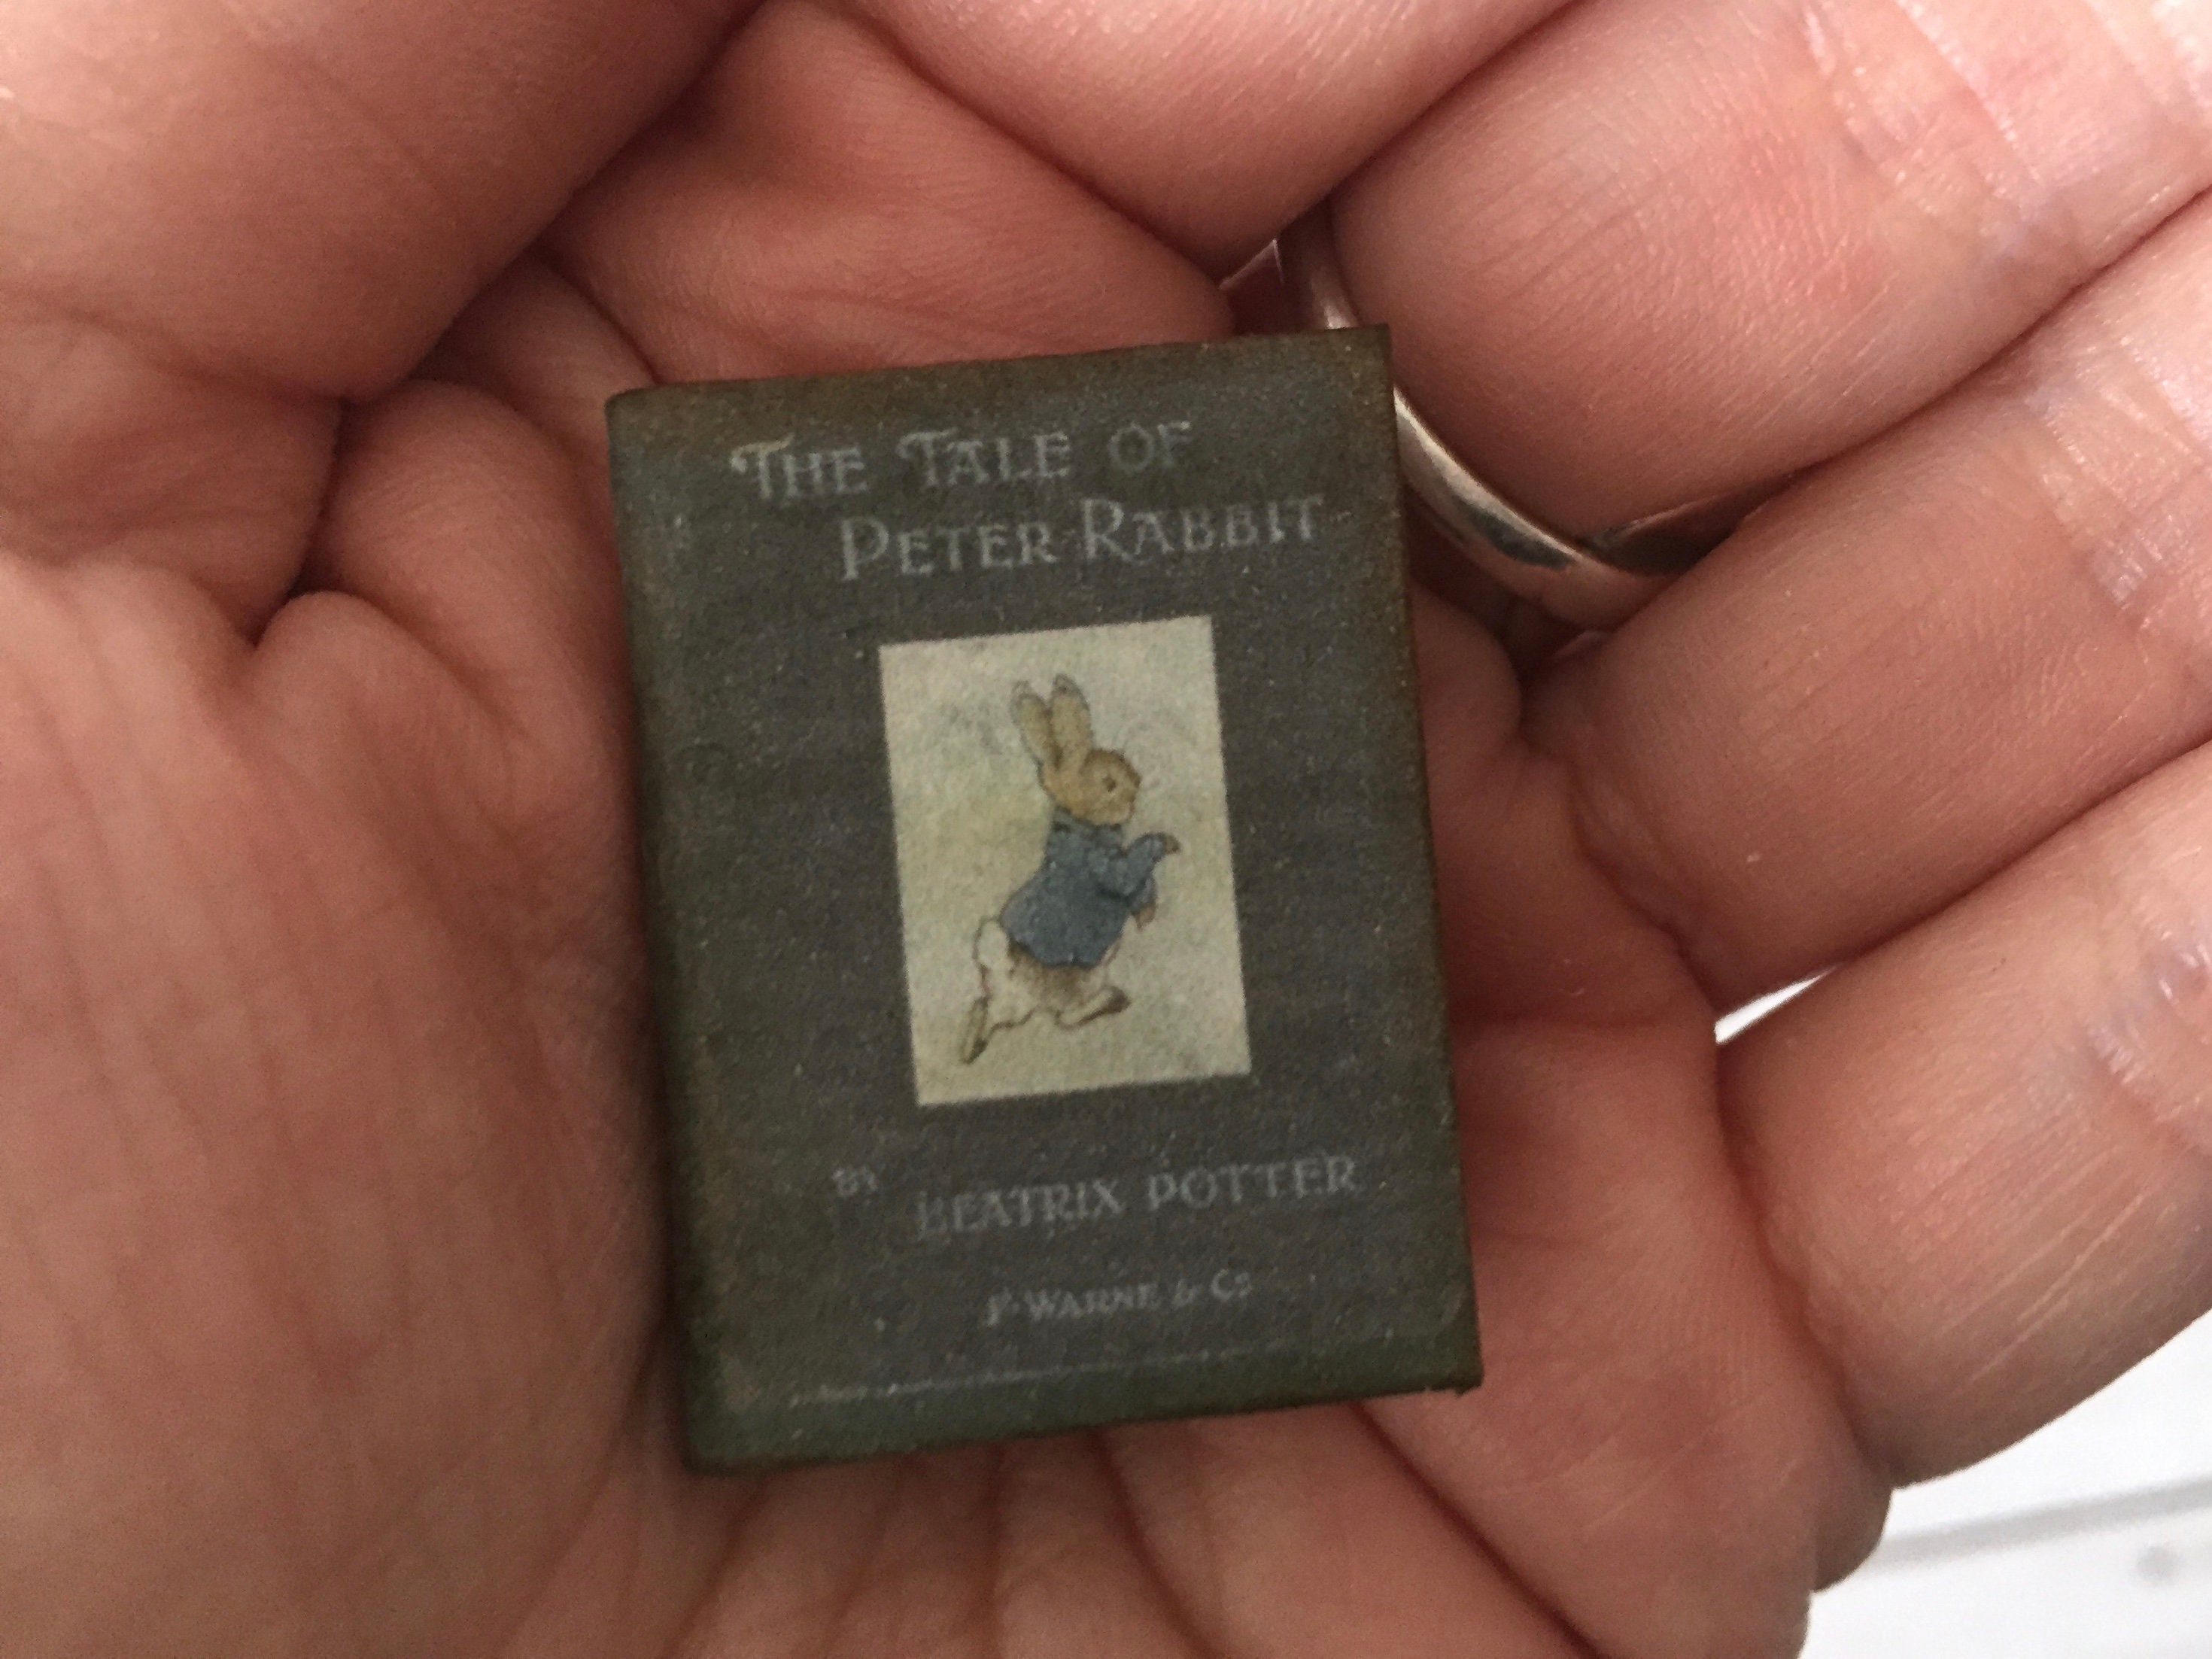 THE TALE OF
PETER RABBIT
BY
BEATRIX POTTER
F. WARNE & Co